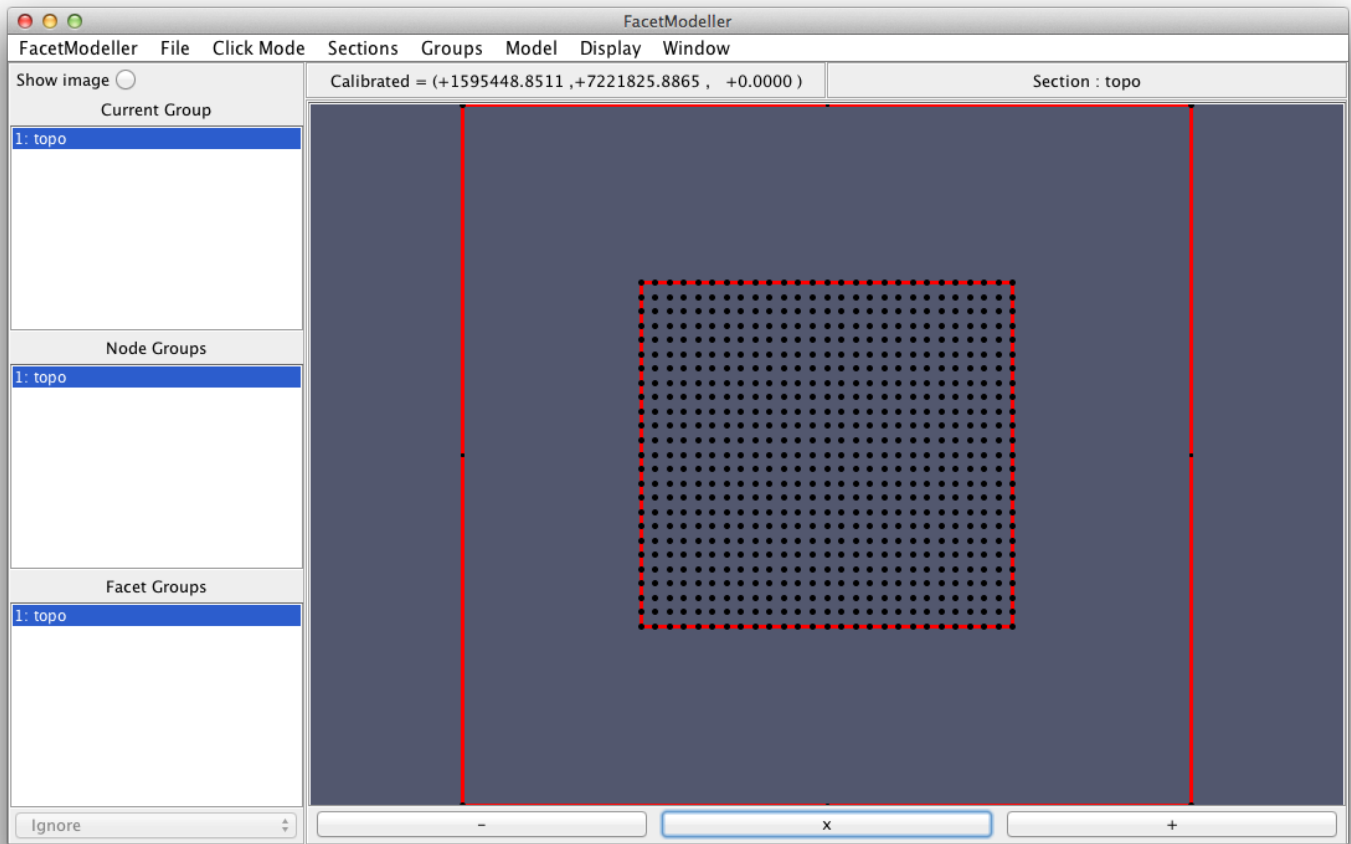 FacetModeller
FacetModeller File Click Mode Sections Groups Model Display Window
Show image
Calibrated = (+1595448.8511 ,+7221825.8865 , +0.0000 )
Section : topo
Current Group
1: topo
Node Groups
1: topo
Facet Groups
1: topo
Ignore
- x +